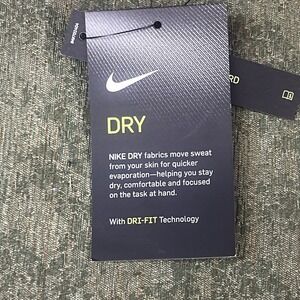 DRY
NIKE DRY fabrics move sweat
from your skin for quicker
evaporation—helping you stay
dry, comfortable and focused
on the task at hand.
With DRI-FIT Technology
RD